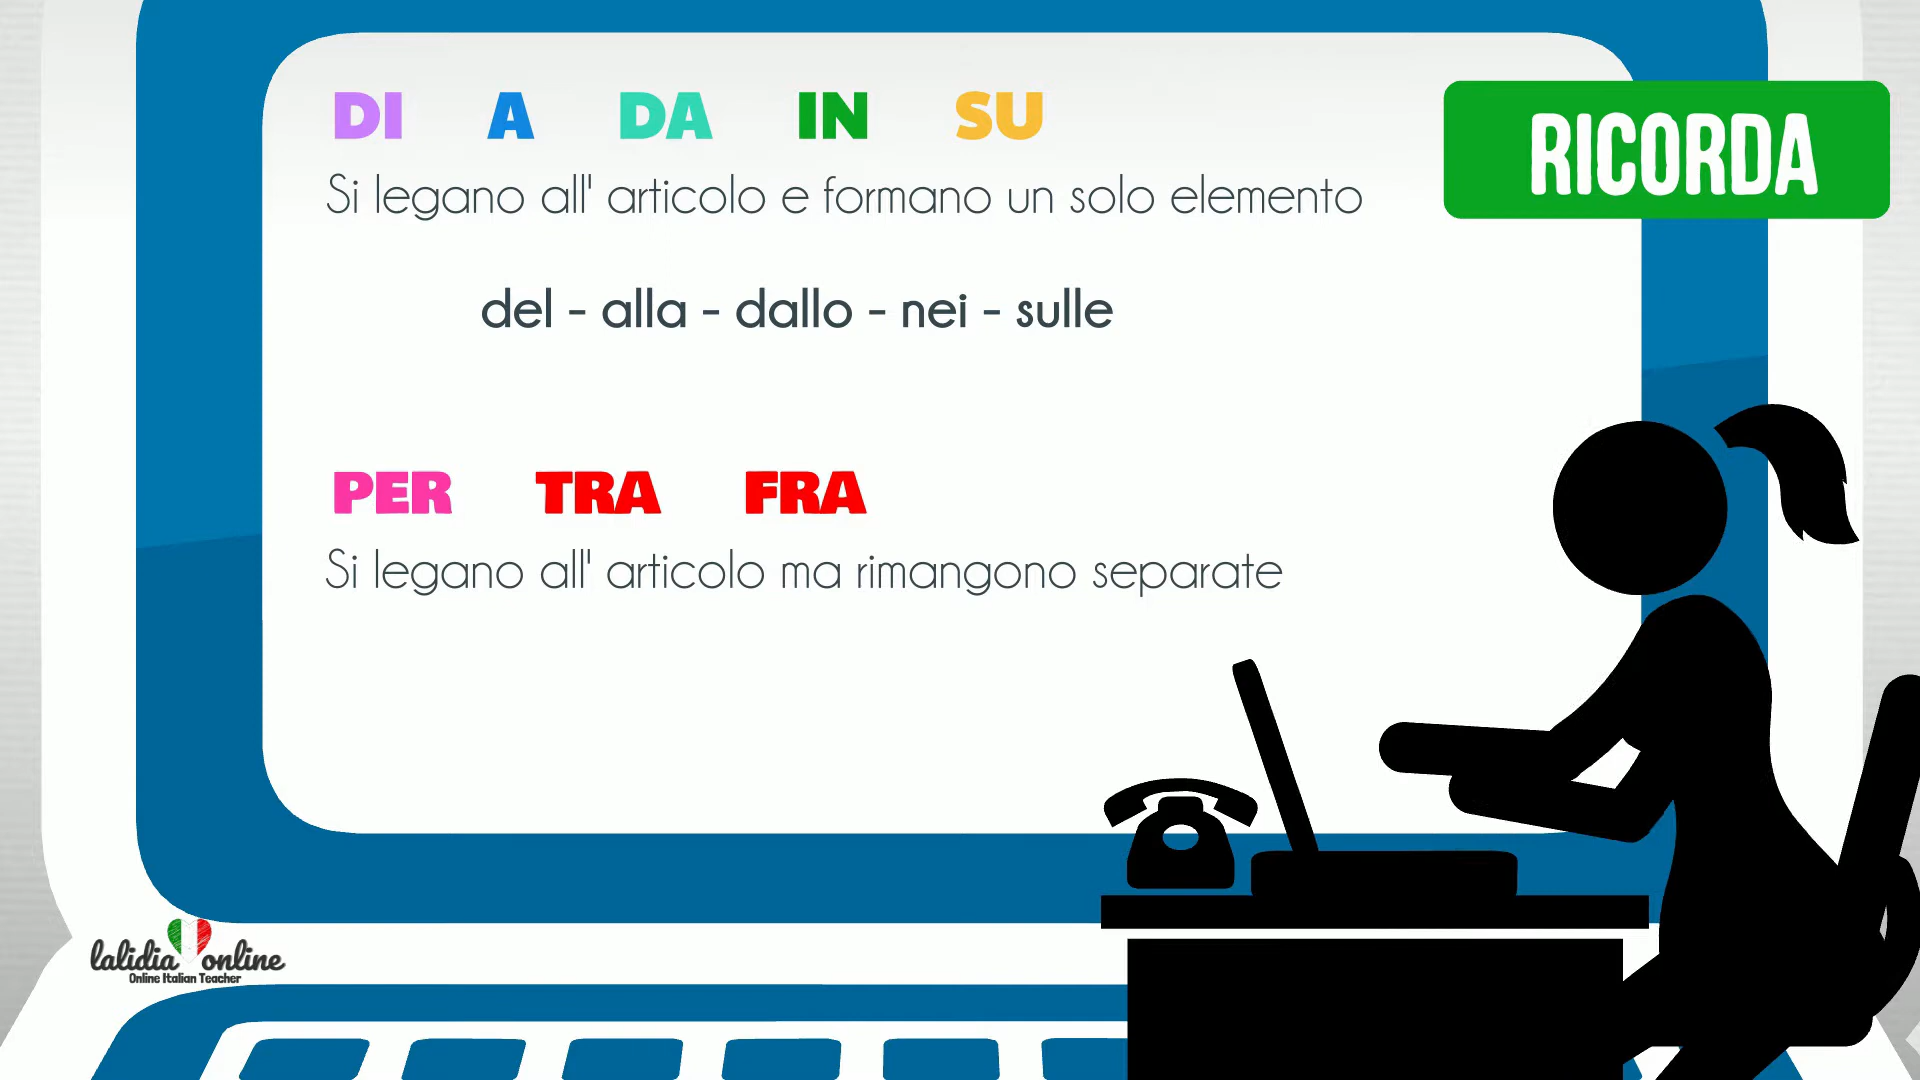 DI A DA IN SU
RICORDA
Si legano all' articolo e formano un solo elemento
del - alla - dallo - nei - sulle
PER TRA FRA
Si legano all' articolo ma rimangono separate
lalidia online
Online Italian Teacher